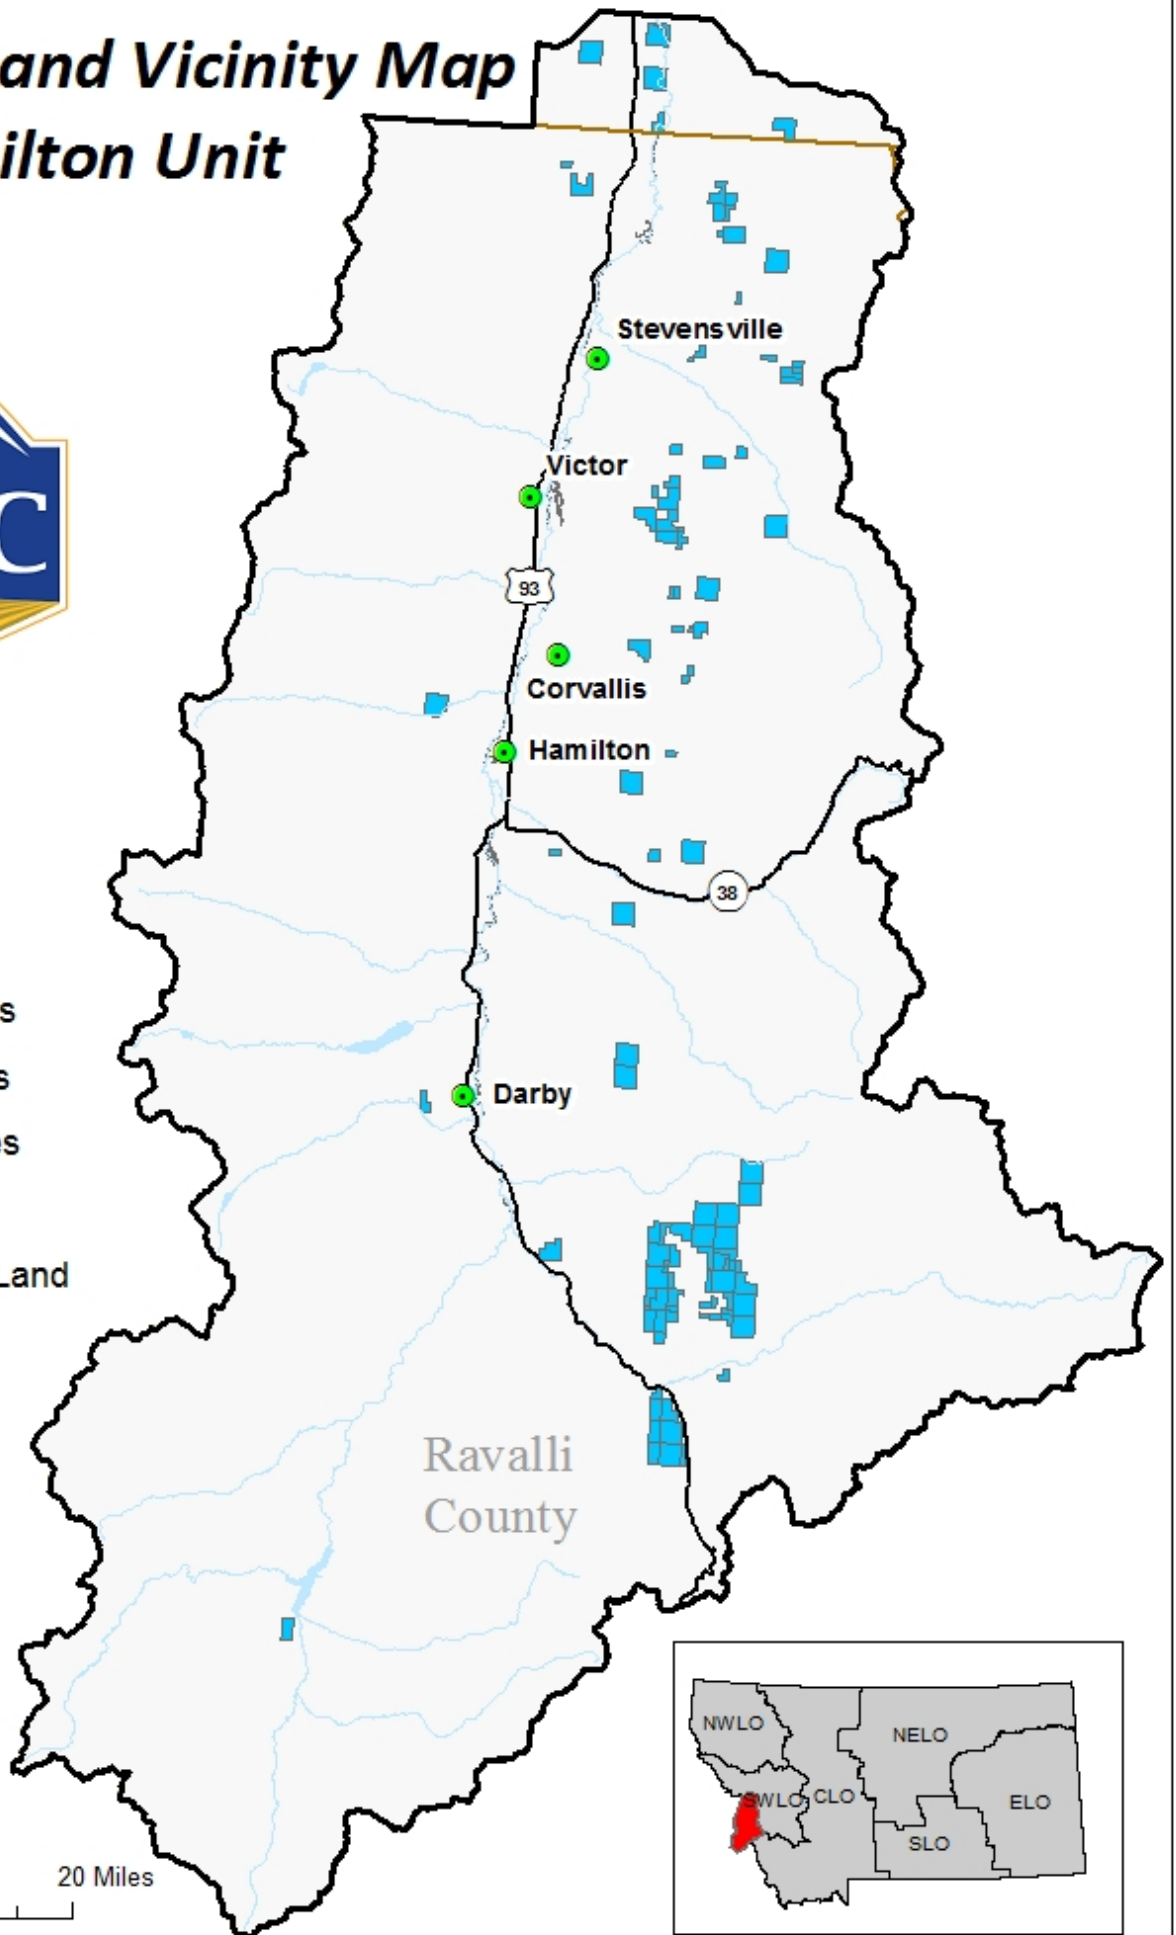 and Vicinity Map
ilton Unit
Stevensville
Victor
C
93
Corvallis
Hamilton
38
s
s
Darby
es
Land
Ravalli
County
NWLO
NELO
SWLO
CLO
ELO
SLO
20 Miles